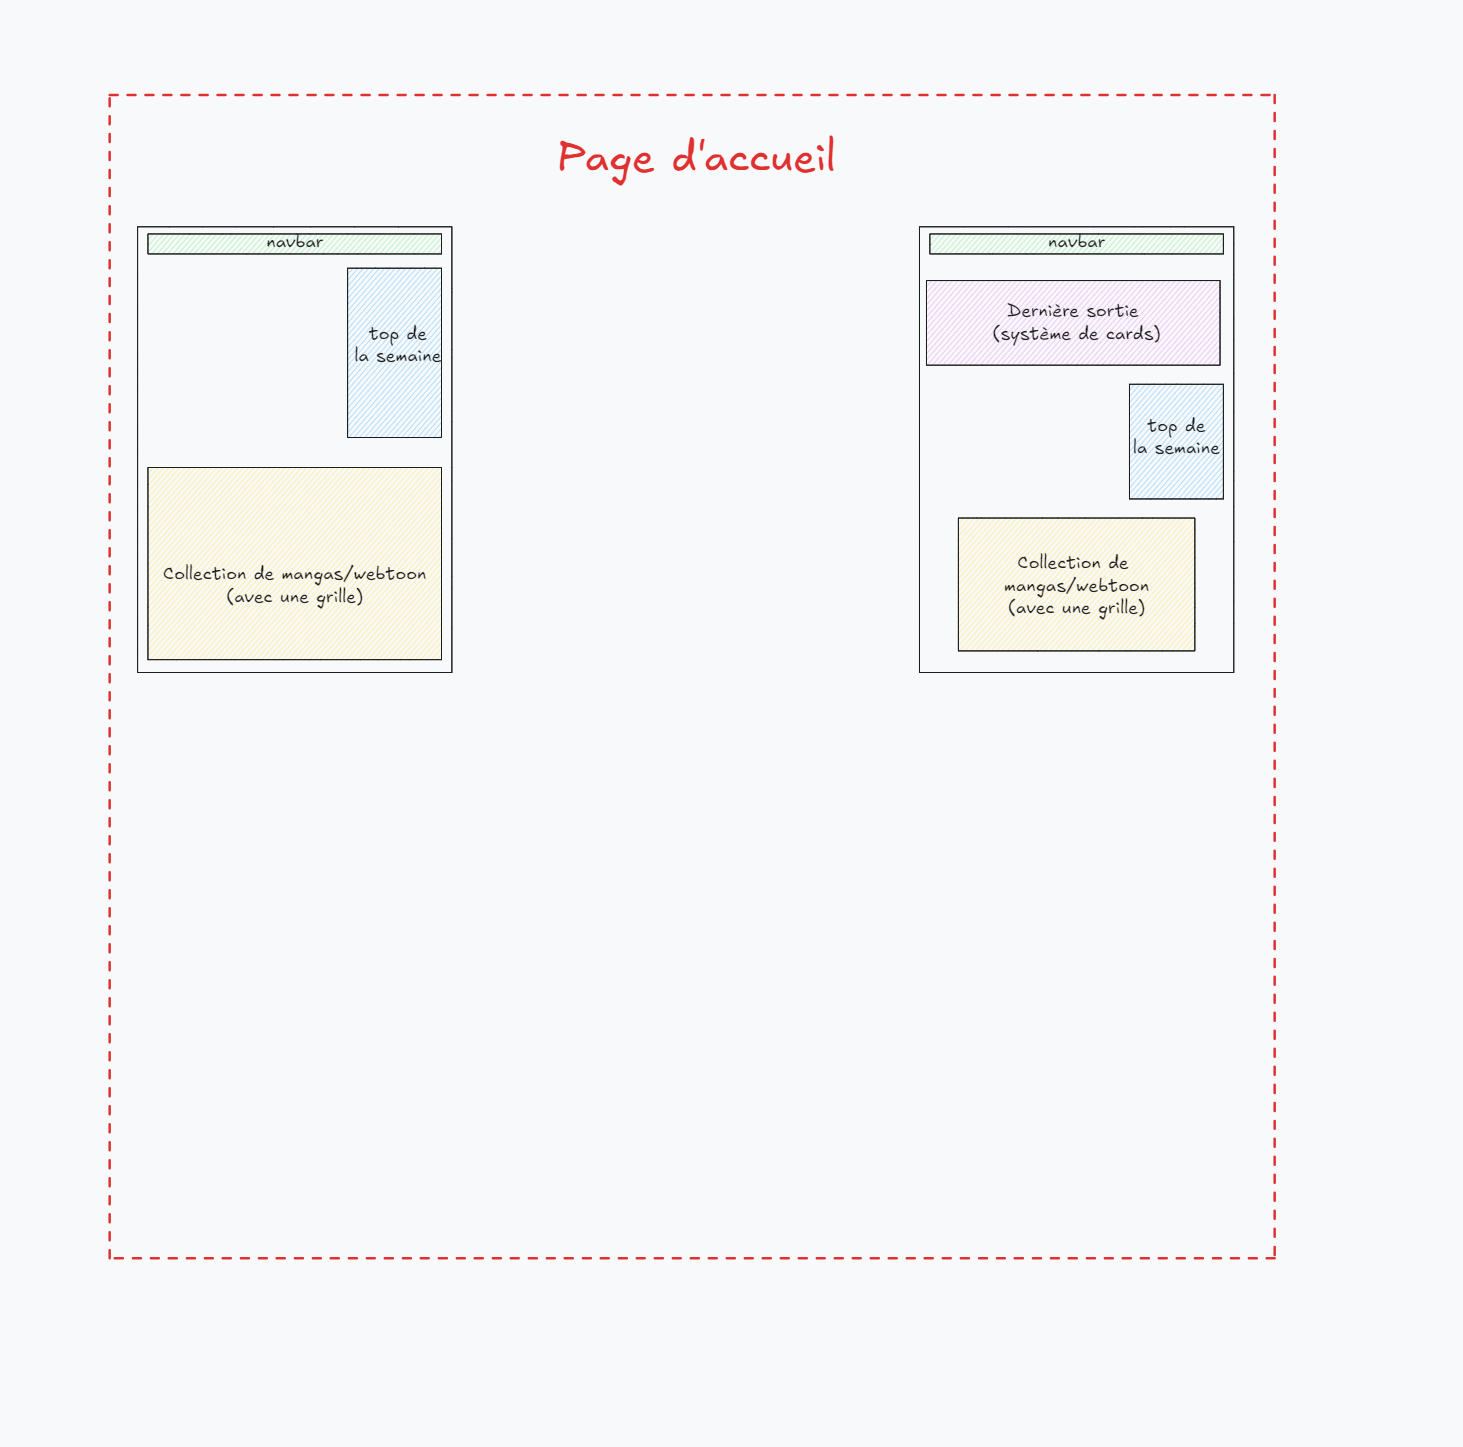 Page d'accueil
navbar
top de
la semaine
Collection de mangas/webtoon
(avec une grille)
navbar
Dernière sortie
(système de cards)
top de
la semaine
Collection de
mangas/webtoon
(avec une grille)